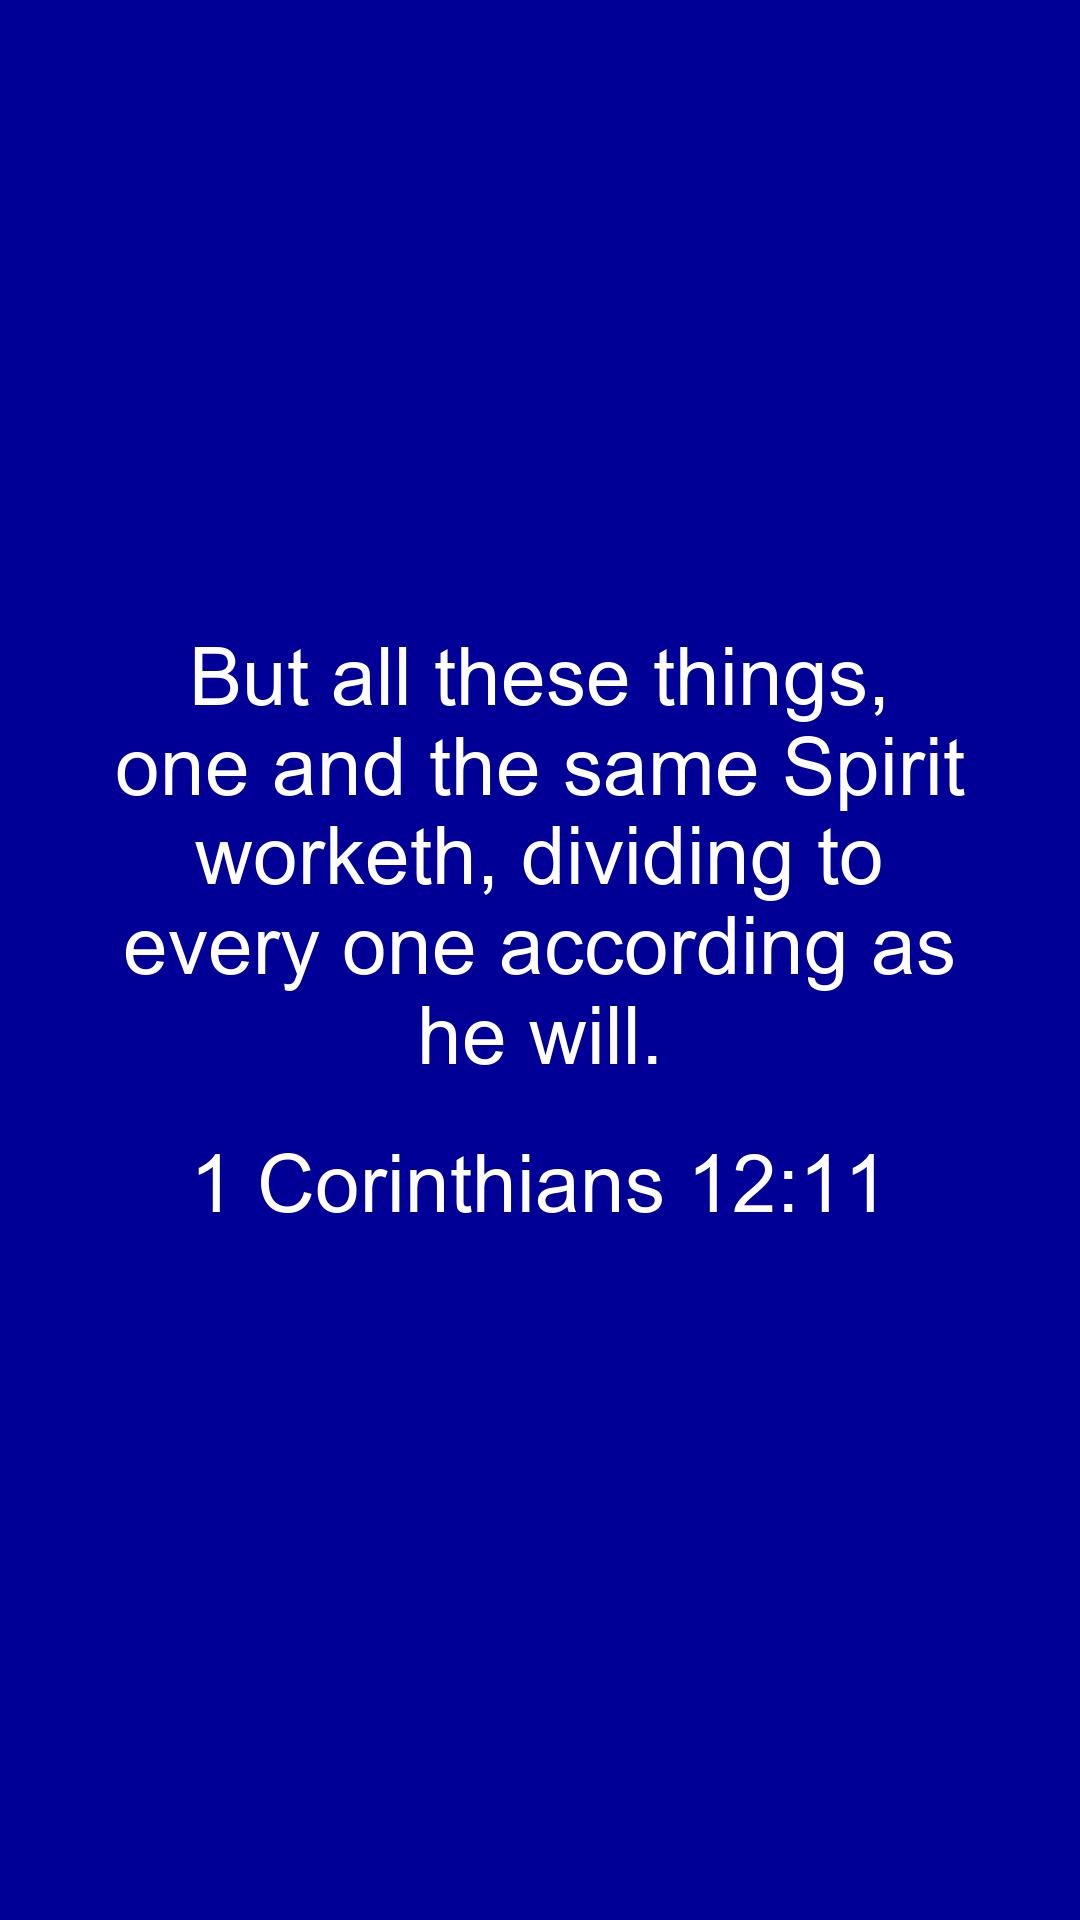 But all these things,
one and the same Spirit
worketh, dividing to
every one according as
he will.
1 Corinthians 12:11